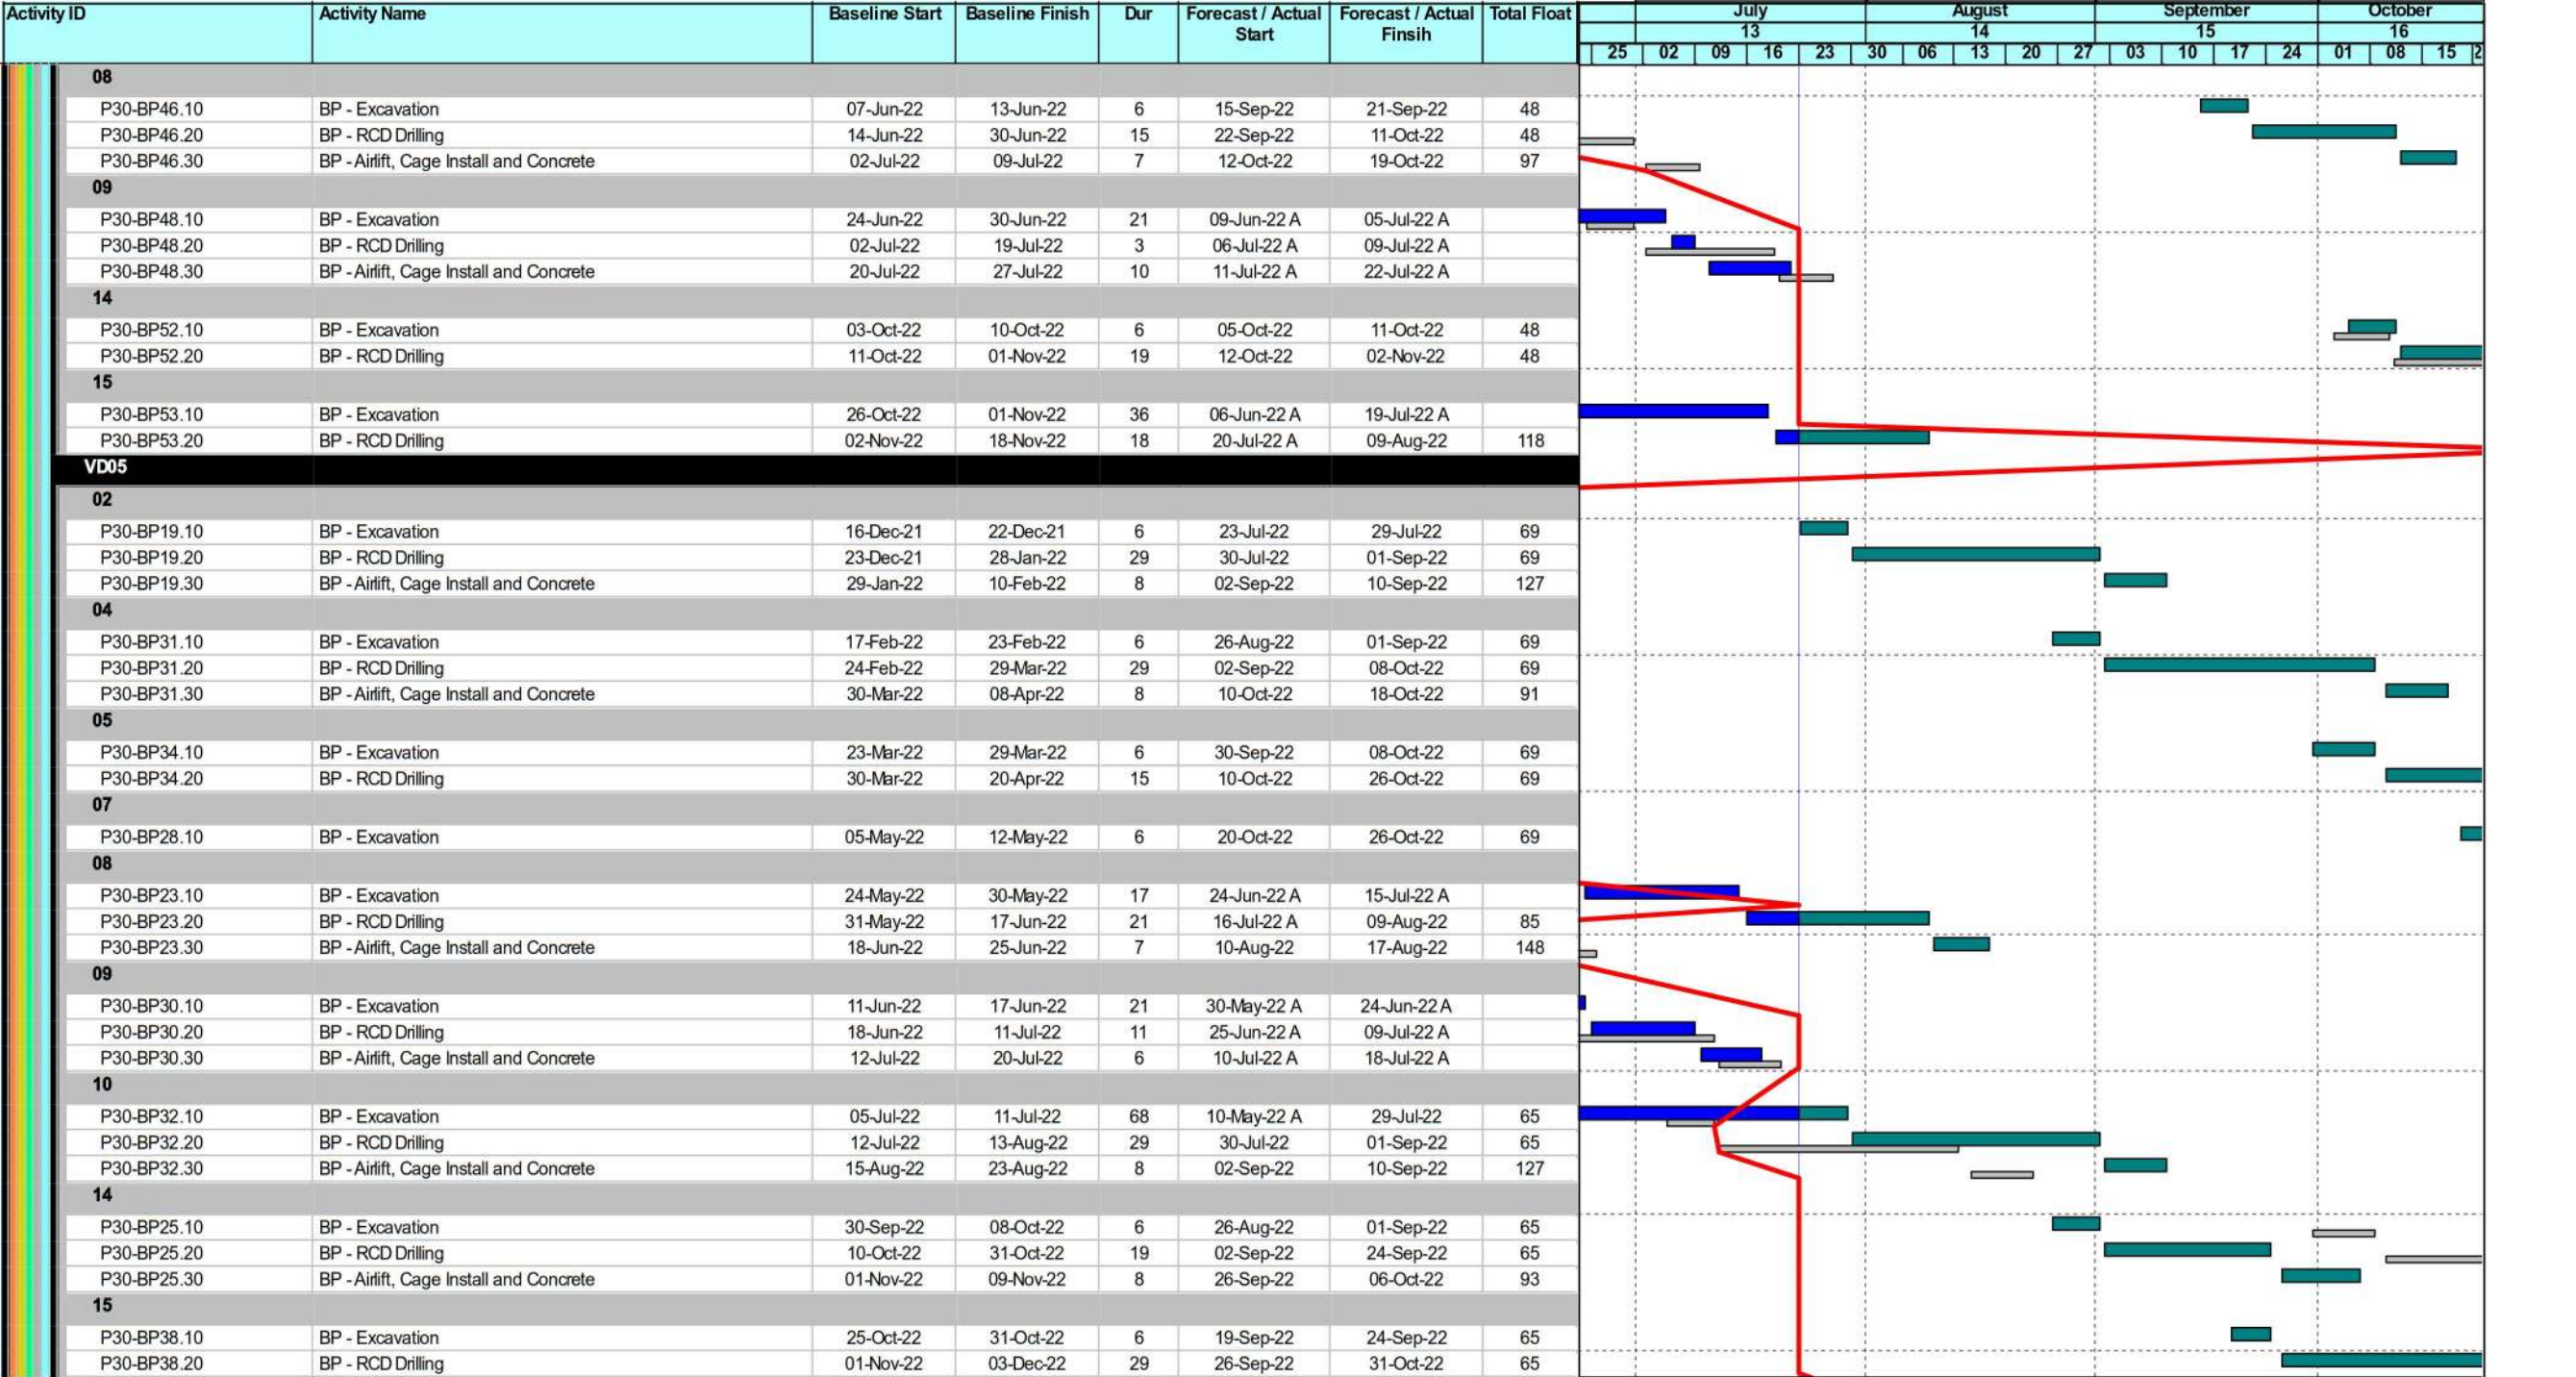 Activity ID Activity Name Baseline Start Baseline Finish Dur Forecast / Actual Start Forecast / Actual Finsih Total Float
July August September October
13 14 15 16
25 02 09 16 23 30 06 13 20 27 03 10 17 24 01 08 15 2
08
P30-BP46.10 BP - Excavation 07-Jun-22 13-Jun-22 6 15-Sep-22 21-Sep-22 48
P30-BP46.20 BP - RCD Drilling 14-Jun-22 30-Jun-22 15 22-Sep-22 11-Oct-22 48
P30-BP46.30 BP - Airlift, Cage Install and Concrete 02-Jul-22 09-Jul-22 7 12-Oct-22 19-Oct-22 97
09
P30-BP48.10 BP - Excavation 24-Jun-22 30-Jun-22 21 09-Jun-22 A 05-Jul-22 A
P30-BP48.20 BP - RCD Drilling 02-Jul-22 19-Jul-22 3 06-Jul-22 A 09-Jul-22 A
P30-BP48.30 BP - Airlift, Cage Install and Concrete 20-Jul-22 27-Jul-22 10 11-Jul-22 A 22-Jul-22 A
14
P30-BP52.10 BP - Excavation 03-Oct-22 10-Oct-22 6 05-Oct-22 11-Oct-22 48
P30-BP52.20 BP - RCD Drilling 11-Oct-22 01-Nov-22 19 12-Oct-22 02-Nov-22 48
15
P30-BP53.10 BP - Excavation 26-Oct-22 01-Nov-22 36 06-Jun-22 A 19-Jul-22 A
P30-BP53.20 BP - RCD Drilling 02-Nov-22 18-Nov-22 18 20-Jul-22 A 09-Aug-22 118
VD05
02
P30-BP19.10 BP - Excavation 16-Dec-21 22-Dec-21 6 23-Jul-22 29-Jul-22 69
P30-BP19.20 BP - RCD Drilling 23-Dec-21 28-Jan-22 29 30-Jul-22 01-Sep-22 69
P30-BP19.30 BP - Airlift, Cage Install and Concrete 29-Jan-22 10-Feb-22 8 02-Sep-22 10-Sep-22 127
04
P30-BP31.10 BP - Excavation 17-Feb-22 23-Feb-22 6 26-Aug-22 01-Sep-22 69
P30-BP31.20 BP - RCD Drilling 24-Feb-22 29-Mar-22 29 02-Sep-22 08-Oct-22 69
P30-BP31.30 BP - Airlift, Cage Install and Concrete 30-Mar-22 08-Apr-22 8 10-Oct-22 18-Oct-22 91
05
P30-BP34.10 BP - Excavation 23-Mar-22 29-Mar-22 6 30-Sep-22 08-Oct-22 69
P30-BP34.20 BP - RCD Drilling 30-Mar-22 20-Apr-22 15 10-Oct-22 26-Oct-22 69
07
P30-BP28.10 BP - Excavation 05-May-22 12-May-22 6 20-Oct-22 26-Oct-22 69
08
P30-BP23.10 BP - Excavation 24-May-22 30-May-22 17 24-Jun-22 A 15-Jul-22 A
P30-BP23.20 BP - RCD Drilling 31-May-22 17-Jun-22 21 16-Jul-22 A 09-Aug-22 85
P30-BP23.30 BP - Airlift, Cage Install and Concrete 18-Jun-22 25-Jun-22 7 10-Aug-22 17-Aug-22 148
09
P30-BP30.10 BP - Excavation 11-Jun-22 17-Jun-22 21 30-May-22 A 24-Jun-22 A
P30-BP30.20 BP - RCD Drilling 18-Jun-22 11-Jul-22 11 25-Jun-22 A 09-Jul-22 A
P30-BP30.30 BP - Airlift, Cage Install and Concrete 12-Jul-22 20-Jul-22 6 10-Jul-22 A 18-Jul-22 A
10
P30-BP32.10 BP - Excavation 05-Jul-22 11-Jul-22 68 10-May-22 A 29-Jul-22 65
P30-BP32.20 BP - RCD Drilling 12-Jul-22 13-Aug-22 29 30-Jul-22 01-Sep-22 65
P30-BP32.30 BP - Airlift, Cage Install and Concrete 15-Aug-22 23-Aug-22 8 02-Sep-22 10-Sep-22 127
14
P30-BP25.10 BP - Excavation 30-Sep-22 08-Oct-22 6 26-Aug-22 01-Sep-22 65
P30-BP25.20 BP - RCD Drilling 10-Oct-22 31-Oct-22 19 02-Sep-22 24-Sep-22 65
P30-BP25.30 BP - Airlift, Cage Install and Concrete 01-Nov-22 09-Nov-22 8 26-Sep-22 06-Oct-22 93
15
P30-BP38.10 BP - Excavation 25-Oct-22 31-Oct-22 6 19-Sep-22 24-Sep-22 65
P30-BP38.20 BP - RCD Drilling 01-Nov-22 03-Dec-22 29 26-Sep-22 31-Oct-22 65